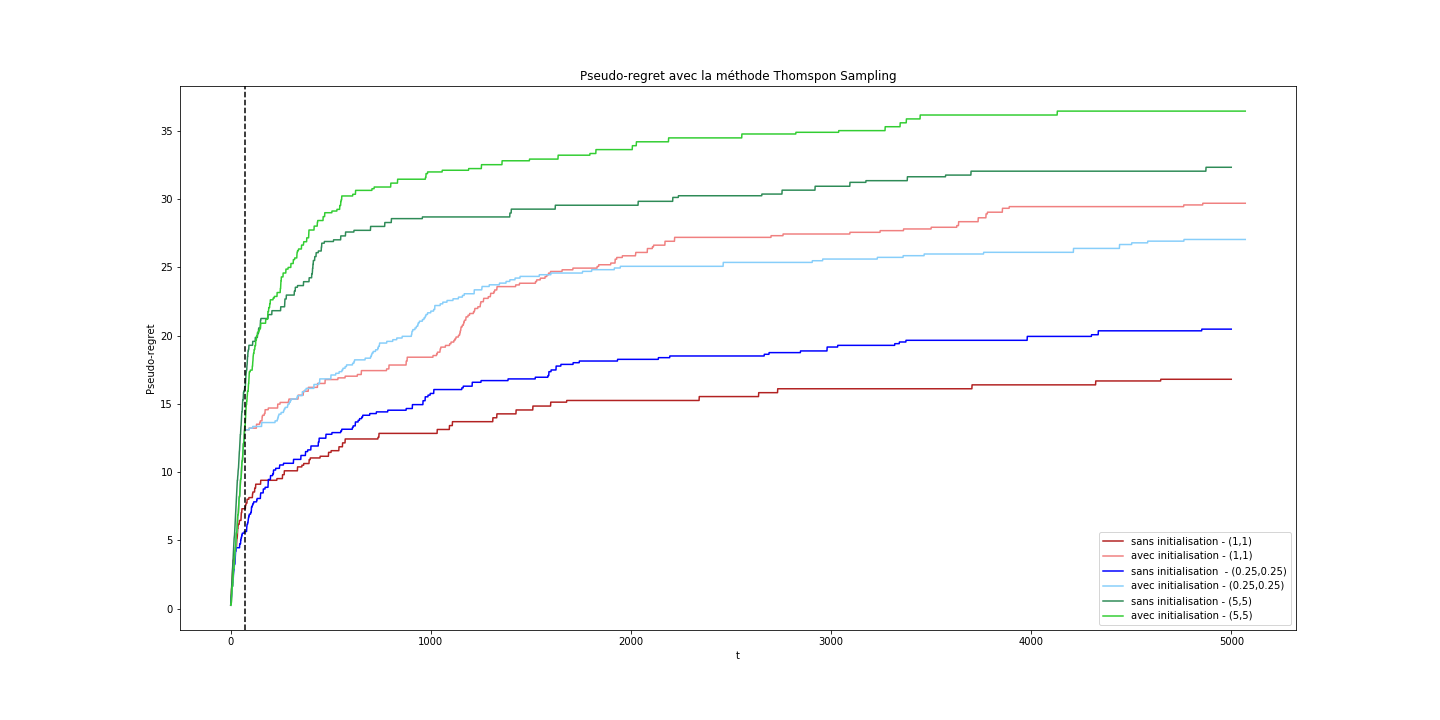 Pseudo-regret avec la méthode Thomspon Sampling
Pseudo-regret
35
30
25
20
15
10
5
0
0 1000 2000 3000 4000 5000
t
sans initialisation - (1,1)
avec initialisation - (1,1)
sans initialisation  - (0.25,0.25)
avec initialisation - (0.25,0.25)
sans initialisation - (5,5)
avec initialisation - (5,5)